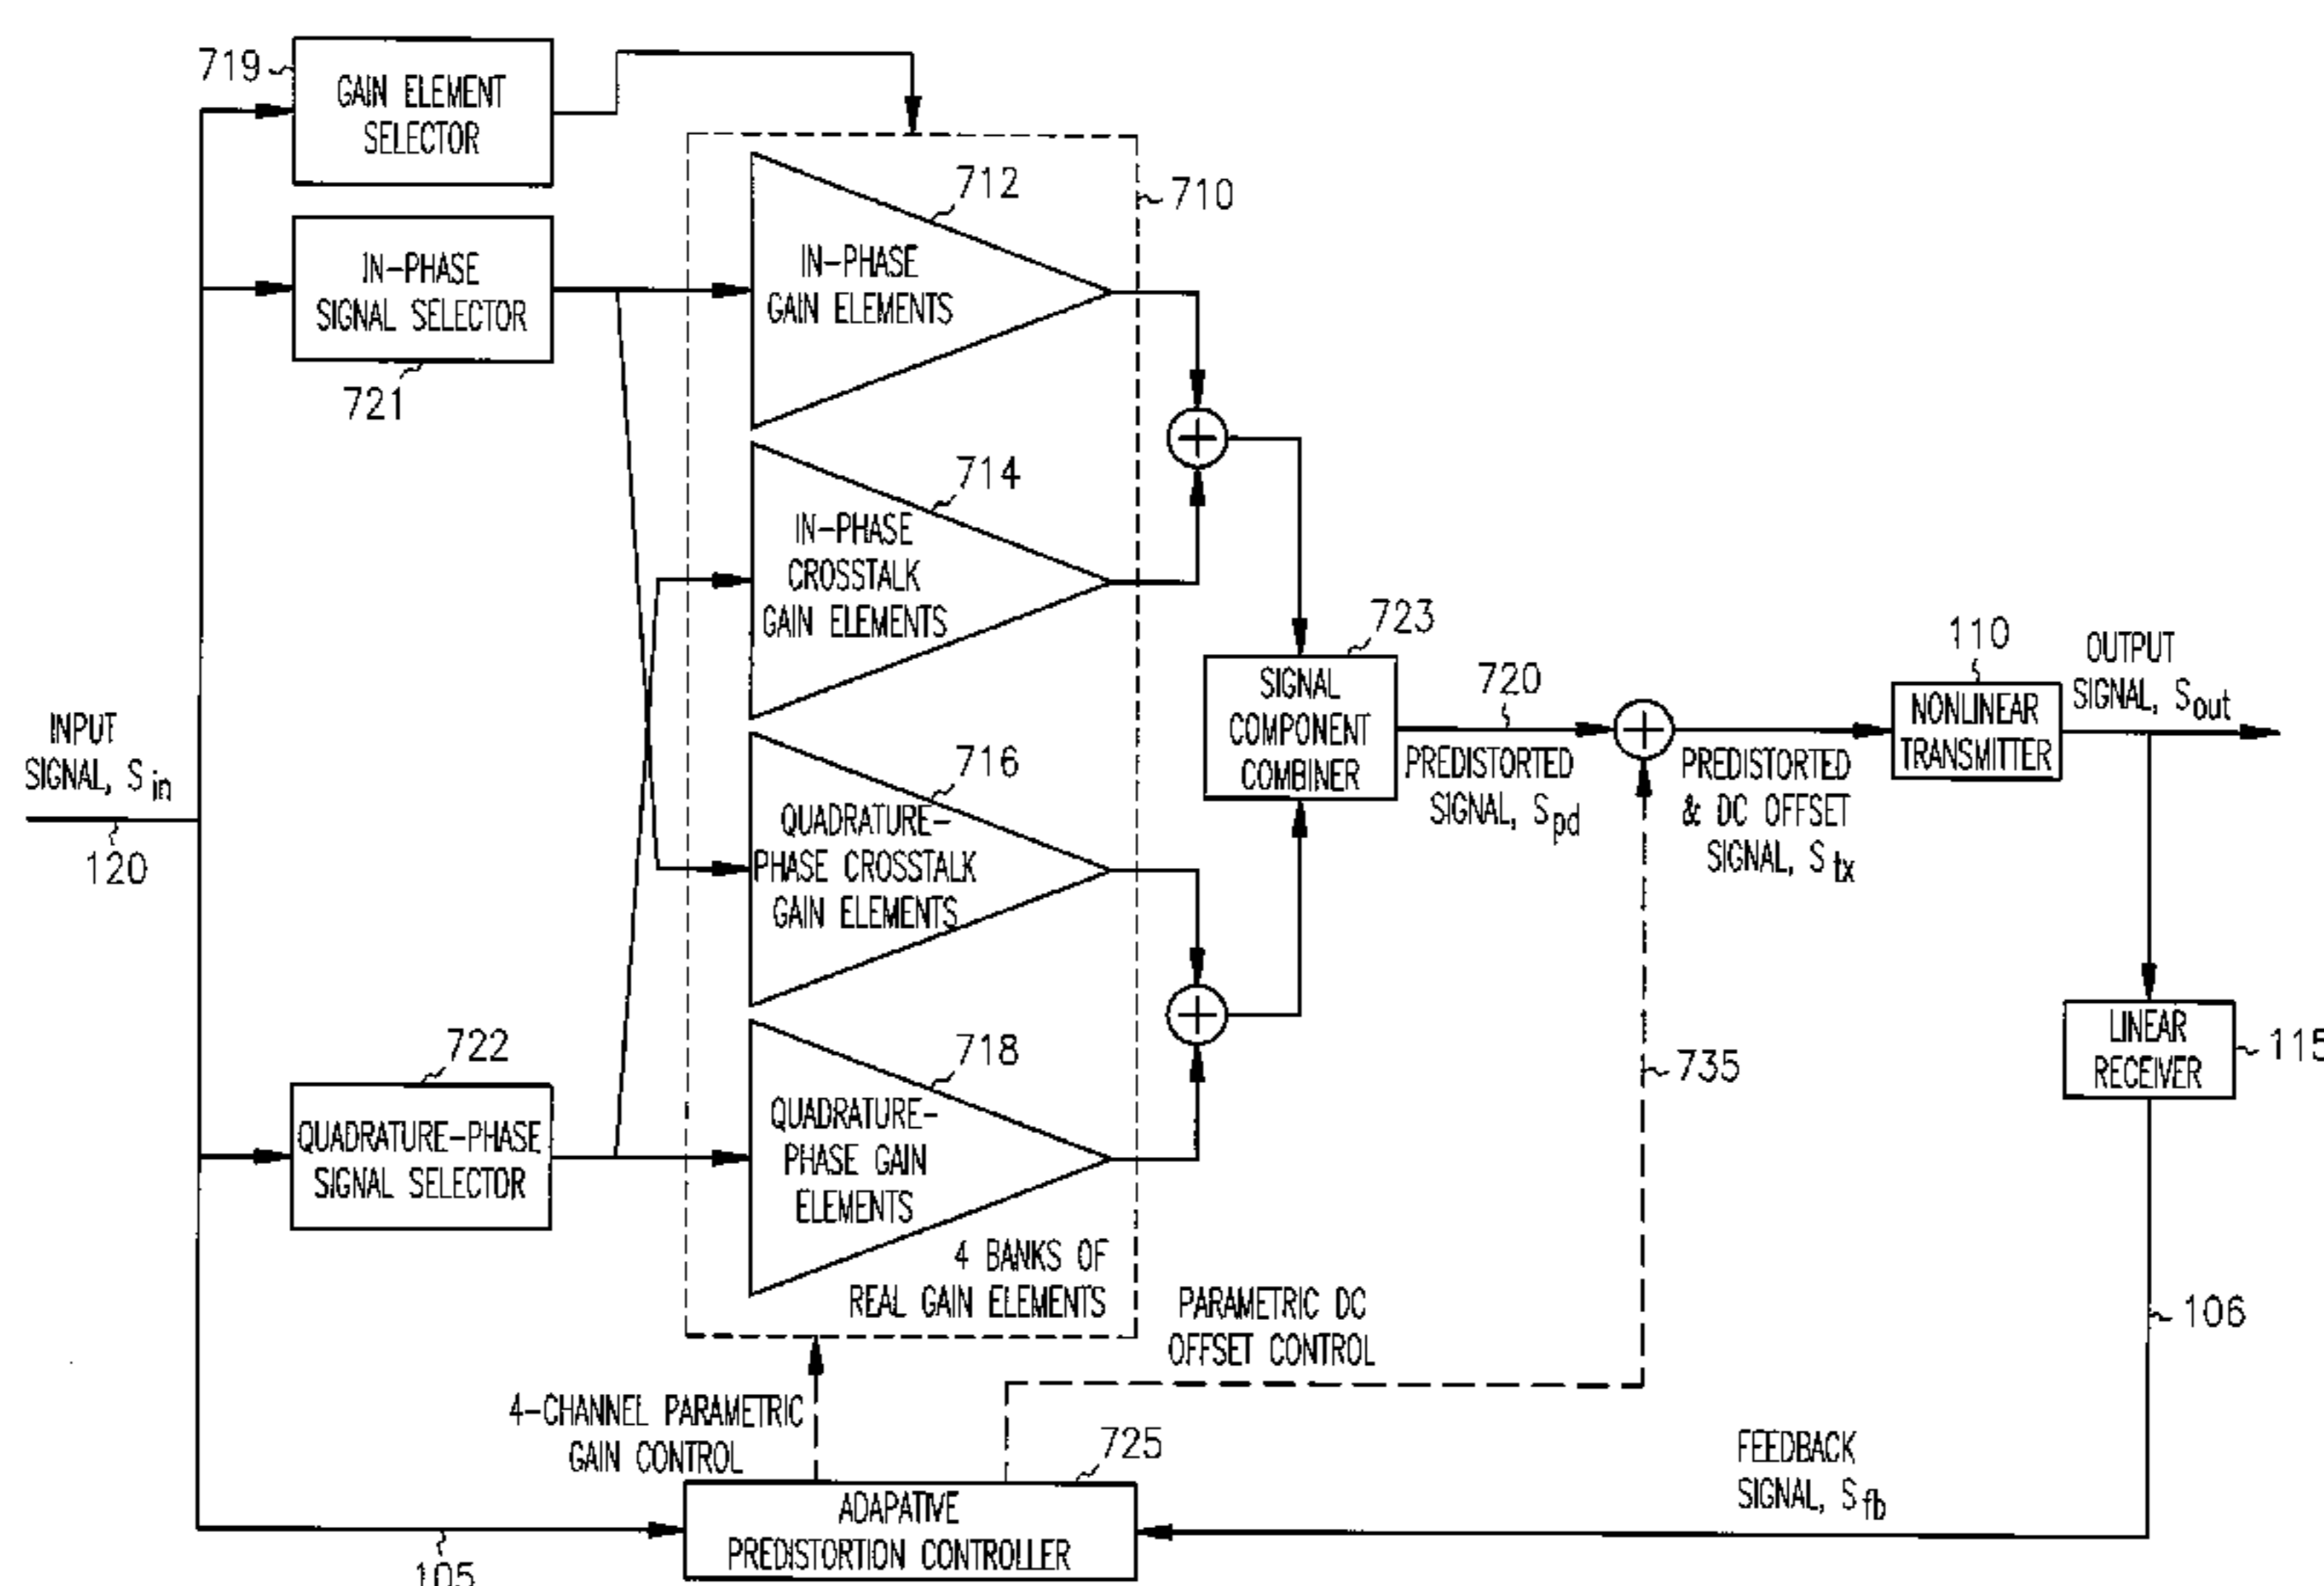 719
GAIN ELEMENT
SELECTOR
712
710
IN-PHASE
GAIN ELEMENTS
IN-PHASE
SIGNAL SELECTOR
721
714
IN-PHASE
CROSSTALK
GAIN ELEMENTS
723
SIGNAL
COMPONENT
COMBINER
720
PREDISTORTED
SIGNAL, Spd
PREDISTORTED
& DC OFFSET
SIGNAL, Stx
110
NONLINEAR
TRANSMITTER
OUTPUT
SIGNAL, Sout
INPUT
SIGNAL, Sin
120
716
QUADRATURE-
PHASE CROSSTALK
GAIN ELEMENTS
722
QUADRATURE-PHASE
SIGNAL SELECTOR
718
QUADRATURE-
PHASE GAIN
ELEMENTS
735
LINEAR
RECEIVER
115
4 BANKS OF
REAL GAIN ELEMENTS
PARAMETRIC DC
OFFSET CONTROL
106
4-CHANNEL PARAMETRIC
GAIN CONTROL
725
FEEDBACK
SIGNAL, Sfb
ADAPATIVE
PREDISTORTION CONTROLLER
105